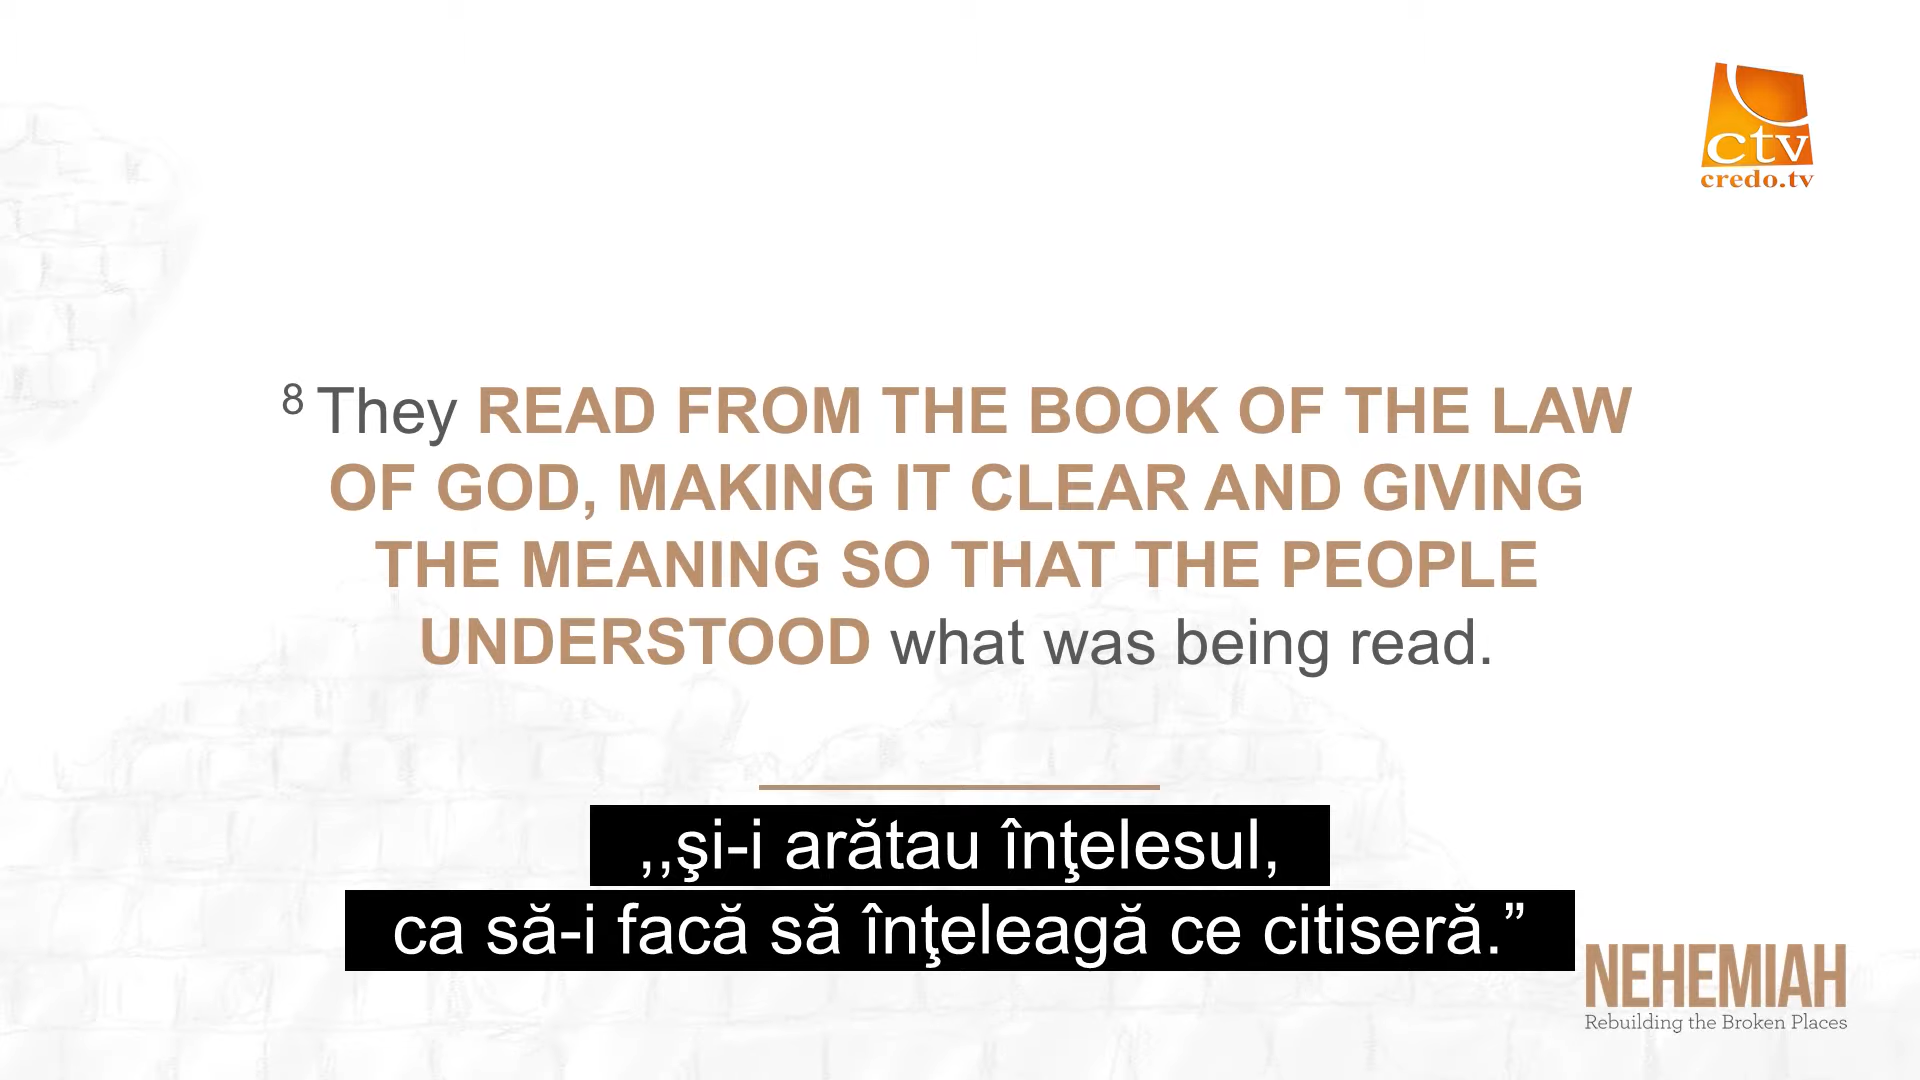 ctv
credo.tv
8 They READ FROM THE BOOK OF THE LAW
OF GOD, MAKING IT CLEAR AND GIVING
THE MEANING SO THAT THE PEOPLE
UNDERSTOOD what was being read.
,,şi-i arătau înţelesul,
ca să-i facă să înţeleagă ce citiseră.”
NEHEMIAH
Rebuilding the Broken Places